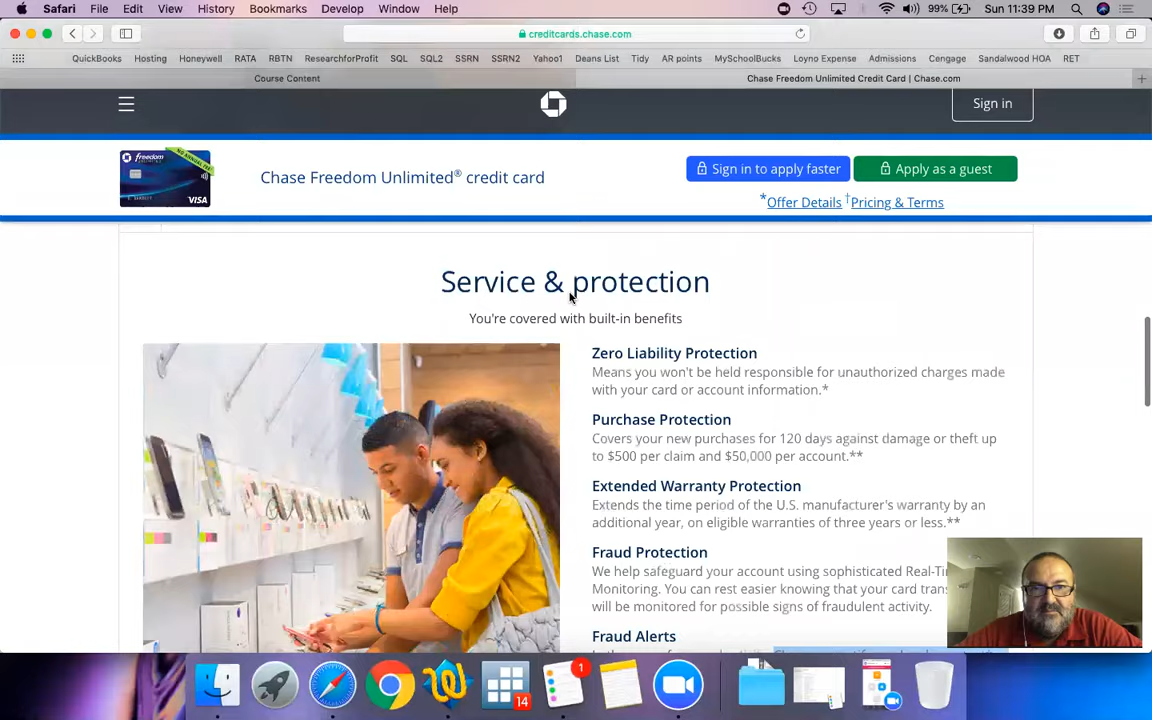 Safari File Edit View History Bookmarks Develop Window Help 99% Sun 11:39 PM
creditcards.chase.com
QuickBooks Hosting Honeywell RATA RBTN ResearchforProfit SQL SQL2 SSRN SSRN2 Yahoo1 Deans List Tidy AR points MySchoolBucks Loyno Expense Admissions Cengage Sandalwood HOA RET
Course Content Chase Freedom Unlimited Credit Card | Chase.com
Sign in
freedom
NO ANNUAL FEE
VISA
Chase Freedom Unlimited® credit card
Sign in to apply faster Apply as a guest
*Offer Details †Pricing & Terms
Service & protection
You're covered with built-in benefits
Zero Liability Protection
Means you won't be held responsible for unauthorized charges made
with your card or account information.*
Purchase Protection
Covers your new purchases for 120 days against damage or theft up
to $500 per claim and $50,000 per account.**
Extended Warranty Protection
Extends the time period of the U.S. manufacturer's warranty by an
additional year, on eligible warranties of three years or less.**
Fraud Protection
We help safeguard your account using sophisticated Real-Ti
Monitoring. You can rest easier knowing that your card trans
will be monitored for possible signs of fraudulent activity.
Fraud Alerts
14
1